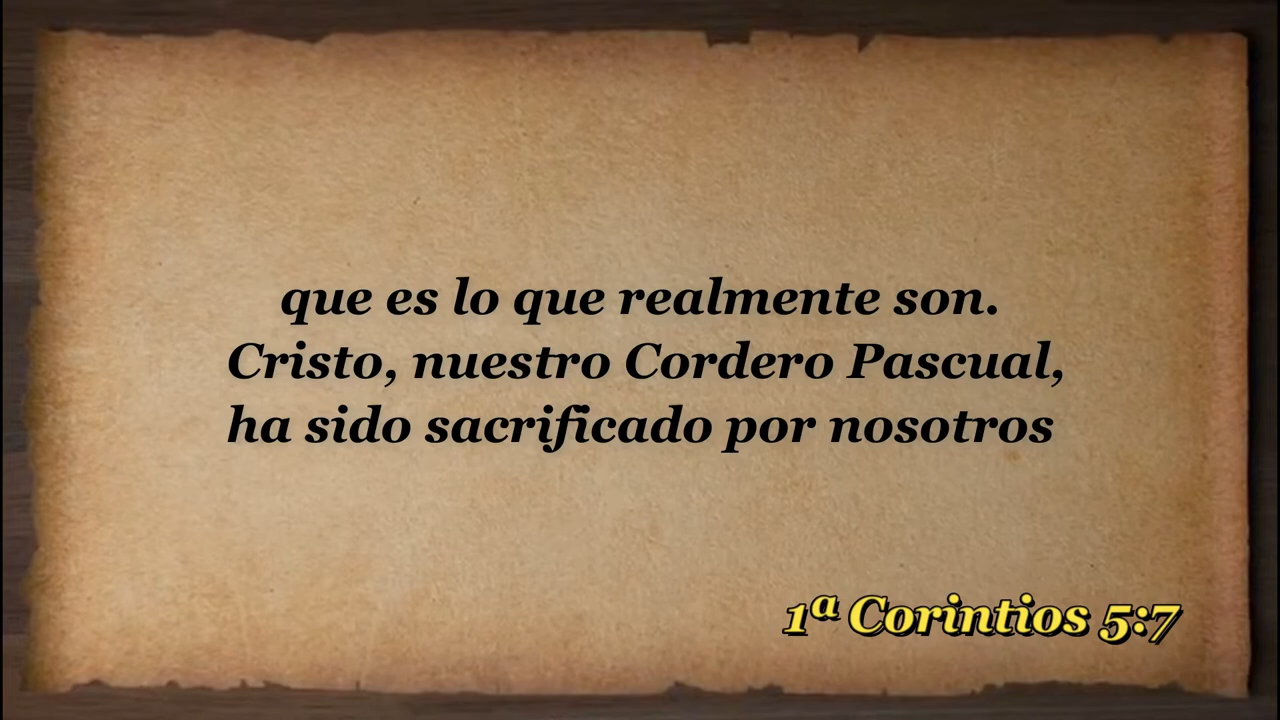 que es lo que realmente son.
Cristo, nuestro Cordero Pascual,
ha sido sacrificado por nosotros
1ª Corintios 5:7